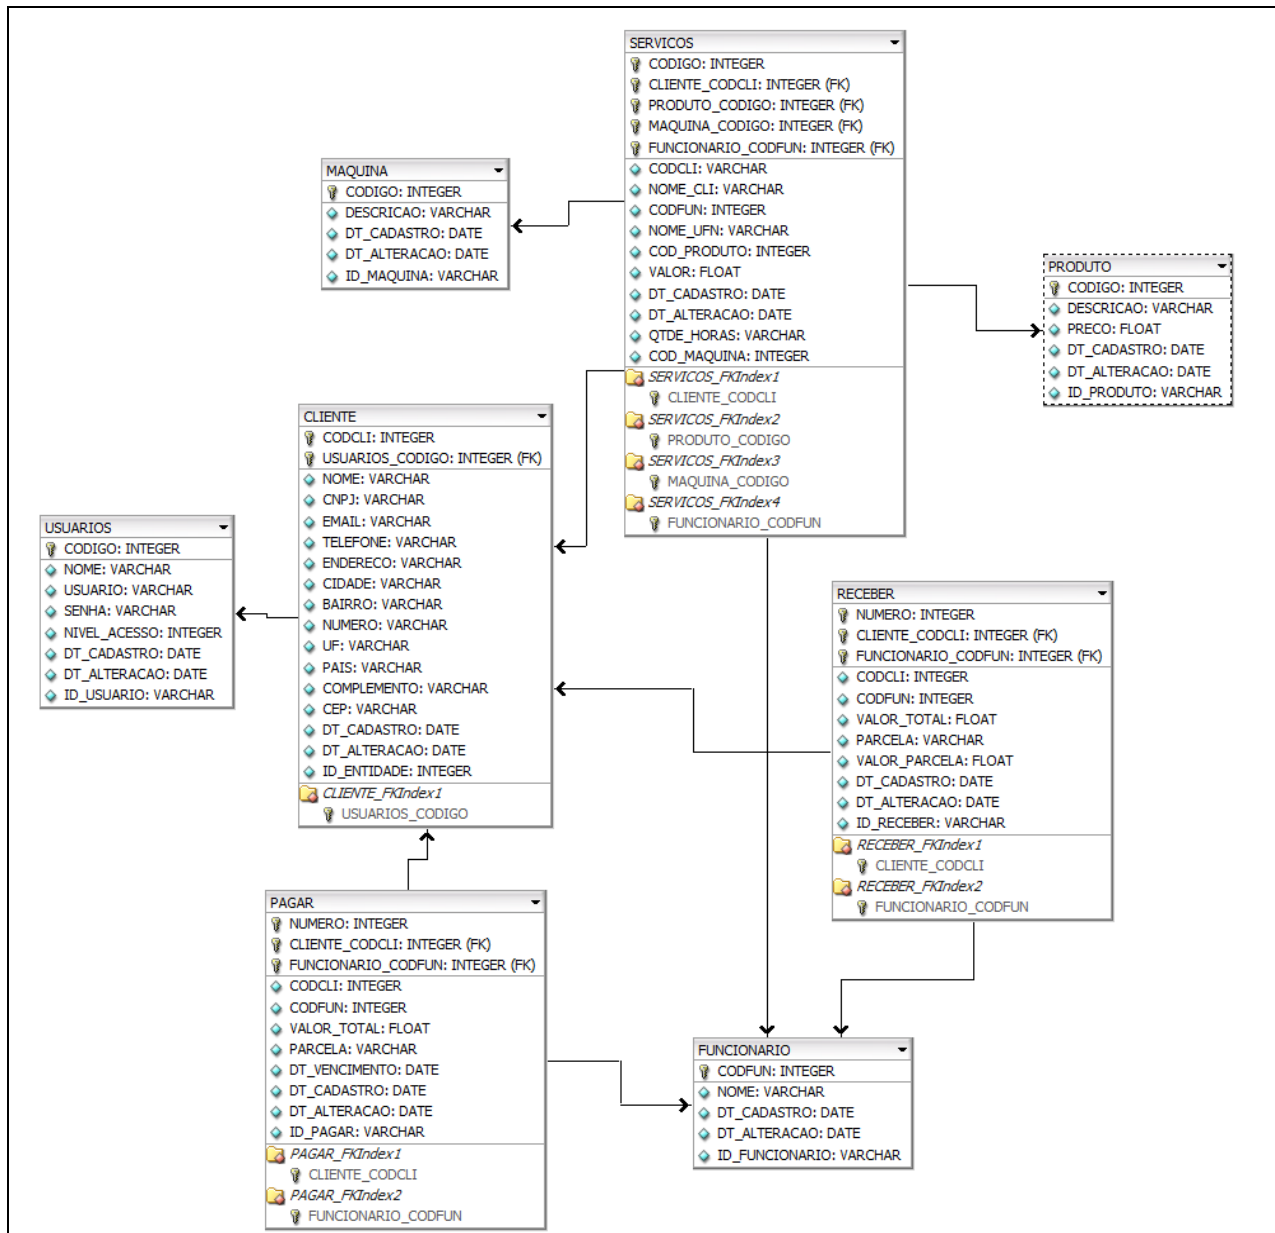 SERVICOS
CODIGO: INTEGER
CLIENTE_CODCLI: INTEGER (FK)
PRODUTO_CODIGO: INTEGER (FK)
MAQUINA_CODIGO: INTEGER (FK)
FUNCIONARIO_CODFUN: INTEGER (FK)
CODCLI: VARCHAR
NOME_CLI: VARCHAR
CODFUN: INTEGER
NOME_UFN: VARCHAR
COD_PRODUTO: INTEGER
VALOR: FLOAT
DT_CADASTRO: DATE
DT_ALTERACAO: DATE
QTDE_HORAS: VARCHAR
COD_MAQUINA: INTEGER
SERVICOS_FKIndex1
CLIENTE_CODCLI
SERVICOS_FKIndex2
PRODUTO_CODIGO
SERVICOS_FKIndex3
MAQUINA_CODIGO
SERVICOS_FKIndex4
FUNCIONARIO_CODFUN
MAQUINA
CODIGO: INTEGER
DESCRICAO: VARCHAR
DT_CADASTRO: DATE
DT_ALTERACAO: DATE
ID_MAQUINA: VARCHAR
PRODUTO
CODIGO: INTEGER
DESCRICAO: VARCHAR
PRECO: FLOAT
DT_CADASTRO: DATE
DT_ALTERACAO: DATE
ID_PRODUTO: VARCHAR
CLIENTE
CODCLI: INTEGER
USUARIOS_CODIGO: INTEGER (FK)
NOME: VARCHAR
CNPJ: VARCHAR
EMAIL: VARCHAR
TELEFONE: VARCHAR
ENDERECO: VARCHAR
CIDADE: VARCHAR
BAIRRO: VARCHAR
NUMERO: VARCHAR
UF: VARCHAR
PAIS: VARCHAR
COMPLEMENTO: VARCHAR
CEP: VARCHAR
DT_CADASTRO: DATE
DT_ALTERACAO: DATE
ID_ENTIDADE: INTEGER
CLIENTE_FKIndex1
USUARIOS_CODIGO
USUARIOS
CODIGO: INTEGER
NOME: VARCHAR
USUARIO: VARCHAR
SENHA: VARCHAR
NIVEL_ACESSO: INTEGER
DT_CADASTRO: DATE
DT_ALTERACAO: DATE
ID_USUARIO: VARCHAR
RECEBER
NUMERO: INTEGER
CLIENTE_CODCLI: INTEGER (FK)
FUNCIONARIO_CODFUN: INTEGER (FK)
CODCLI: INTEGER
CODFUN: INTEGER
VALOR_TOTAL: FLOAT
PARCELA: VARCHAR
VALOR_PARCELA: FLOAT
DT_CADASTRO: DATE
DT_ALTERACAO: DATE
ID_RECEBER: VARCHAR
RECEBER_FKIndex1
CLIENTE_CODCLI
RECEBER_FKIndex2
FUNCIONARIO_CODFUN
PAGAR
NUMERO: INTEGER
CLIENTE_CODCLI: INTEGER (FK)
FUNCIONARIO_CODFUN: INTEGER (FK)
CODCLI: INTEGER
CODFUN: INTEGER
VALOR_TOTAL: FLOAT
PARCELA: VARCHAR
DT_VENCIMENTO: DATE
DT_CADASTRO: DATE
DT_ALTERACAO: DATE
ID_PAGAR: VARCHAR
PAGAR_FKIndex1
CLIENTE_CODCLI
PAGAR_FKIndex2
FUNCIONARIO_CODFUN
FUNCIONARIO
CODFUN: INTEGER
NOME: VARCHAR
DT_CADASTRO: DATE
DT_ALTERACAO: DATE
ID_FUNCIONARIO: VARCHAR